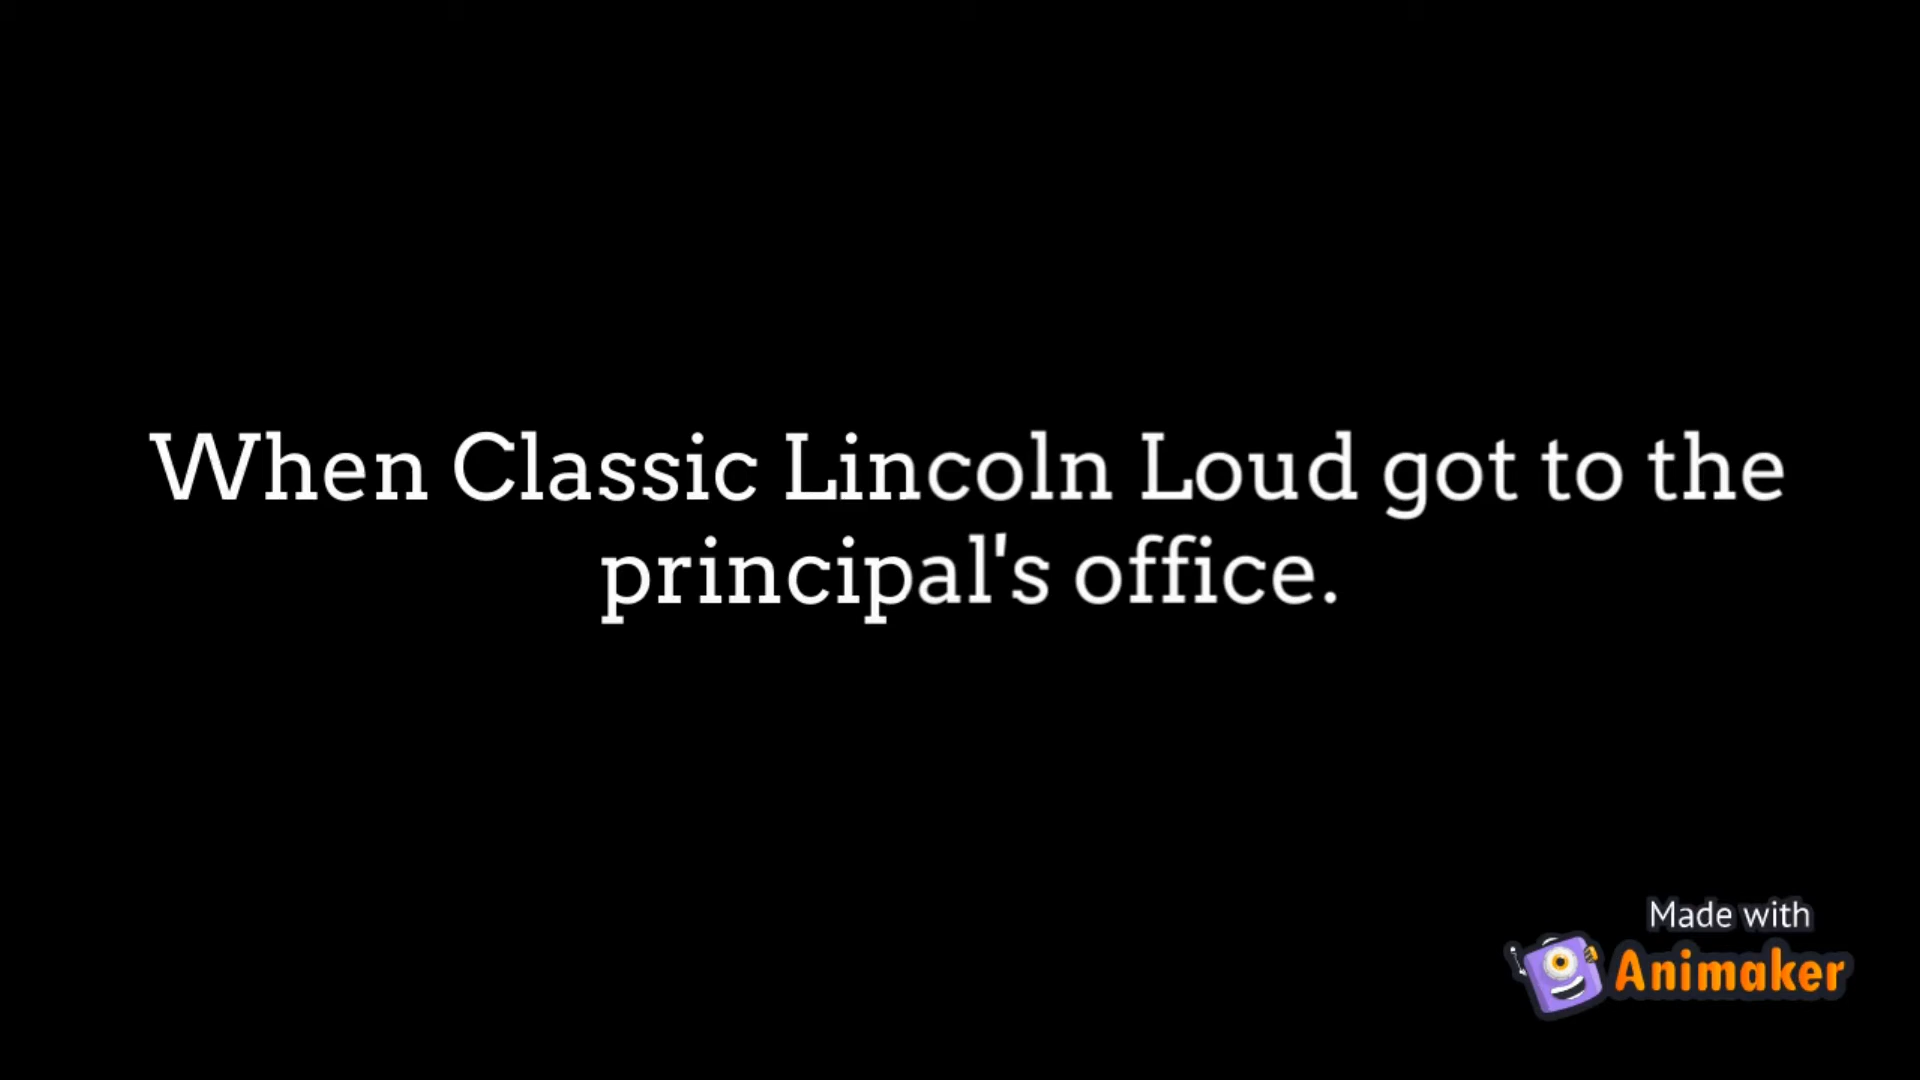 When Classic Lincoln Loud got to the
principal's office.
Made with
Animaker